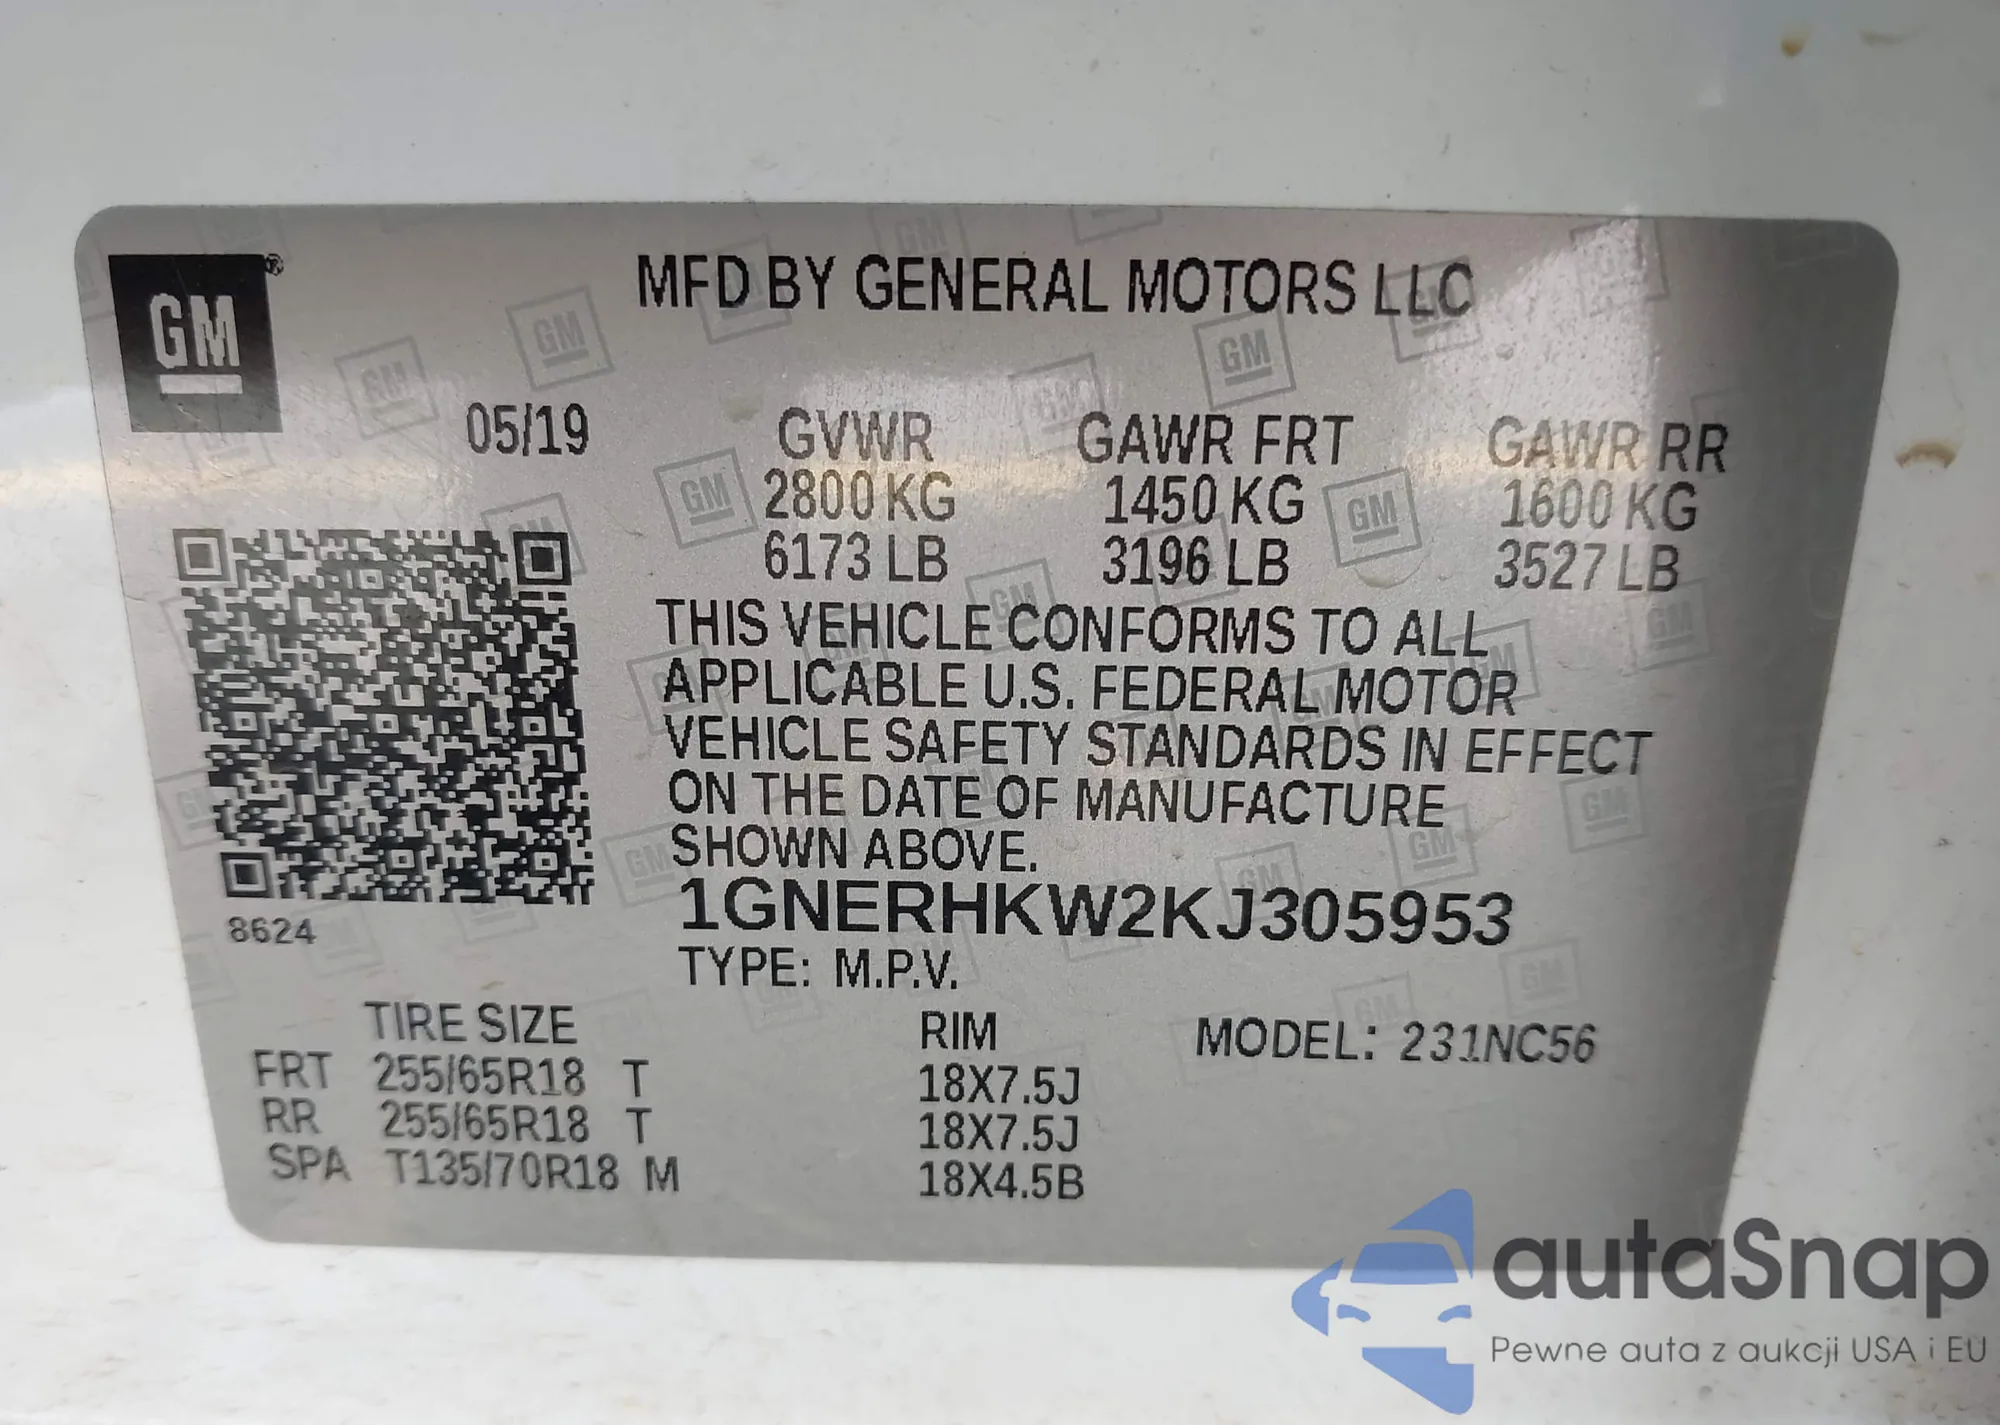 GM ®
MFD BY GENERAL MOTORS LLC
05/19 GVWR GAWR FRT GAWR RR
2800 KG 1450 KG 1600 KG
6173 LB 3196 LB 3527 LB
THIS VEHICLE CONFORMS TO ALL
APPLICABLE U.S. FEDERAL MOTOR
VEHICLE SAFETY STANDARDS IN EFFECT
ON THE DATE OF MANUFACTURE
SHOWN ABOVE.
8624
1GNERHKW2KJ305953
TYPE: M.P.V.
TIRE SIZE RIM MODEL: 231NC56
FRT 255/65R18 T 18X7.5J
RR 255/65R18 T 18X7.5J
SPA T135/70R18 M 18X4.5B
autaSnap
Pewne auta z aukcji USA i EU